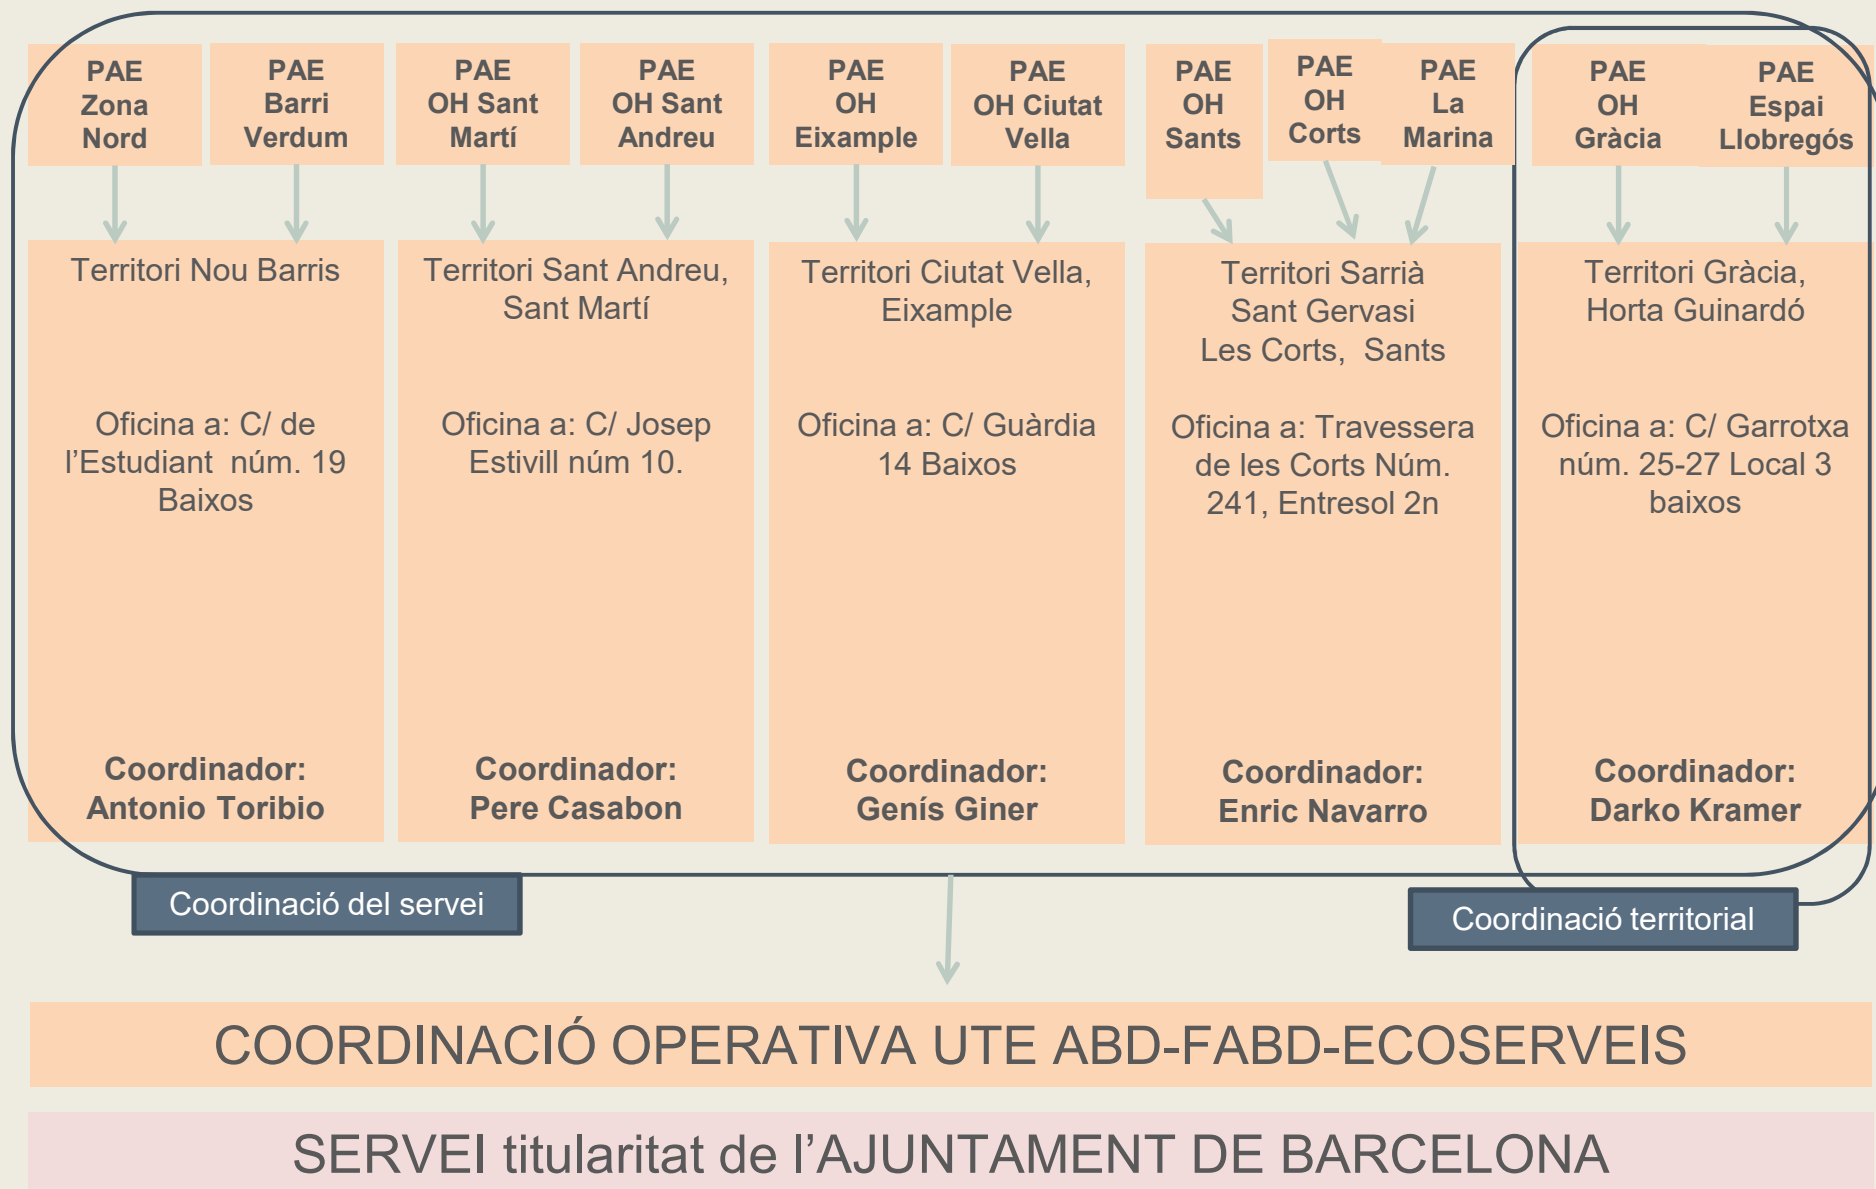 PAE
Zona
Nord
PAE
Barri
Verdum
PAE
OH Sant
Martí
PAE
OH Sant
Andreu
PAE
OH
Eixample
PAE
OH Ciutat
Vella
PAE
OH
Sants
PAE
OH
Corts
PAE
La
Marina
PAE
OH
Gràcia
PAE
Espai
Llobregós
Territori Nou Barris
Oficina a: C/ de
l’Estudiant núm. 19
Baixos
Coordinador:
Antonio Toribio
Territori Sant Andreu,
Sant Martí
Oficina a: C/ Josep
Estivill núm 10.
Coordinador:
Pere Casabon
Territori Ciutat Vella,
Eixample
Oficina a: C/ Guàrdia
14 Baixos
Coordinador:
Genís Giner
Territori Sarrià
Sant Gervasi
Les Corts, Sants
Oficina a: Travessera
de les Corts Núm.
241, Entresol 2n
Coordinador:
Enric Navarro
Territori Gràcia,
Horta Guinardó
Oficina a: C/ Garrotxa
núm. 25-27 Local 3
baixos
Coordinador:
Darko Kramer
Coordinació del servei
Coordinació territorial
COORDINACIÓ OPERATIVA UTE ABD-FABD-ECOSERVEIS
SERVEI titularitat de l’AJUNTAMENT DE BARCELONA